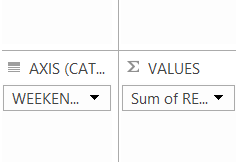 AXIS (CAT...
Σ VALUES
WEEKEN...
Sum of RE...